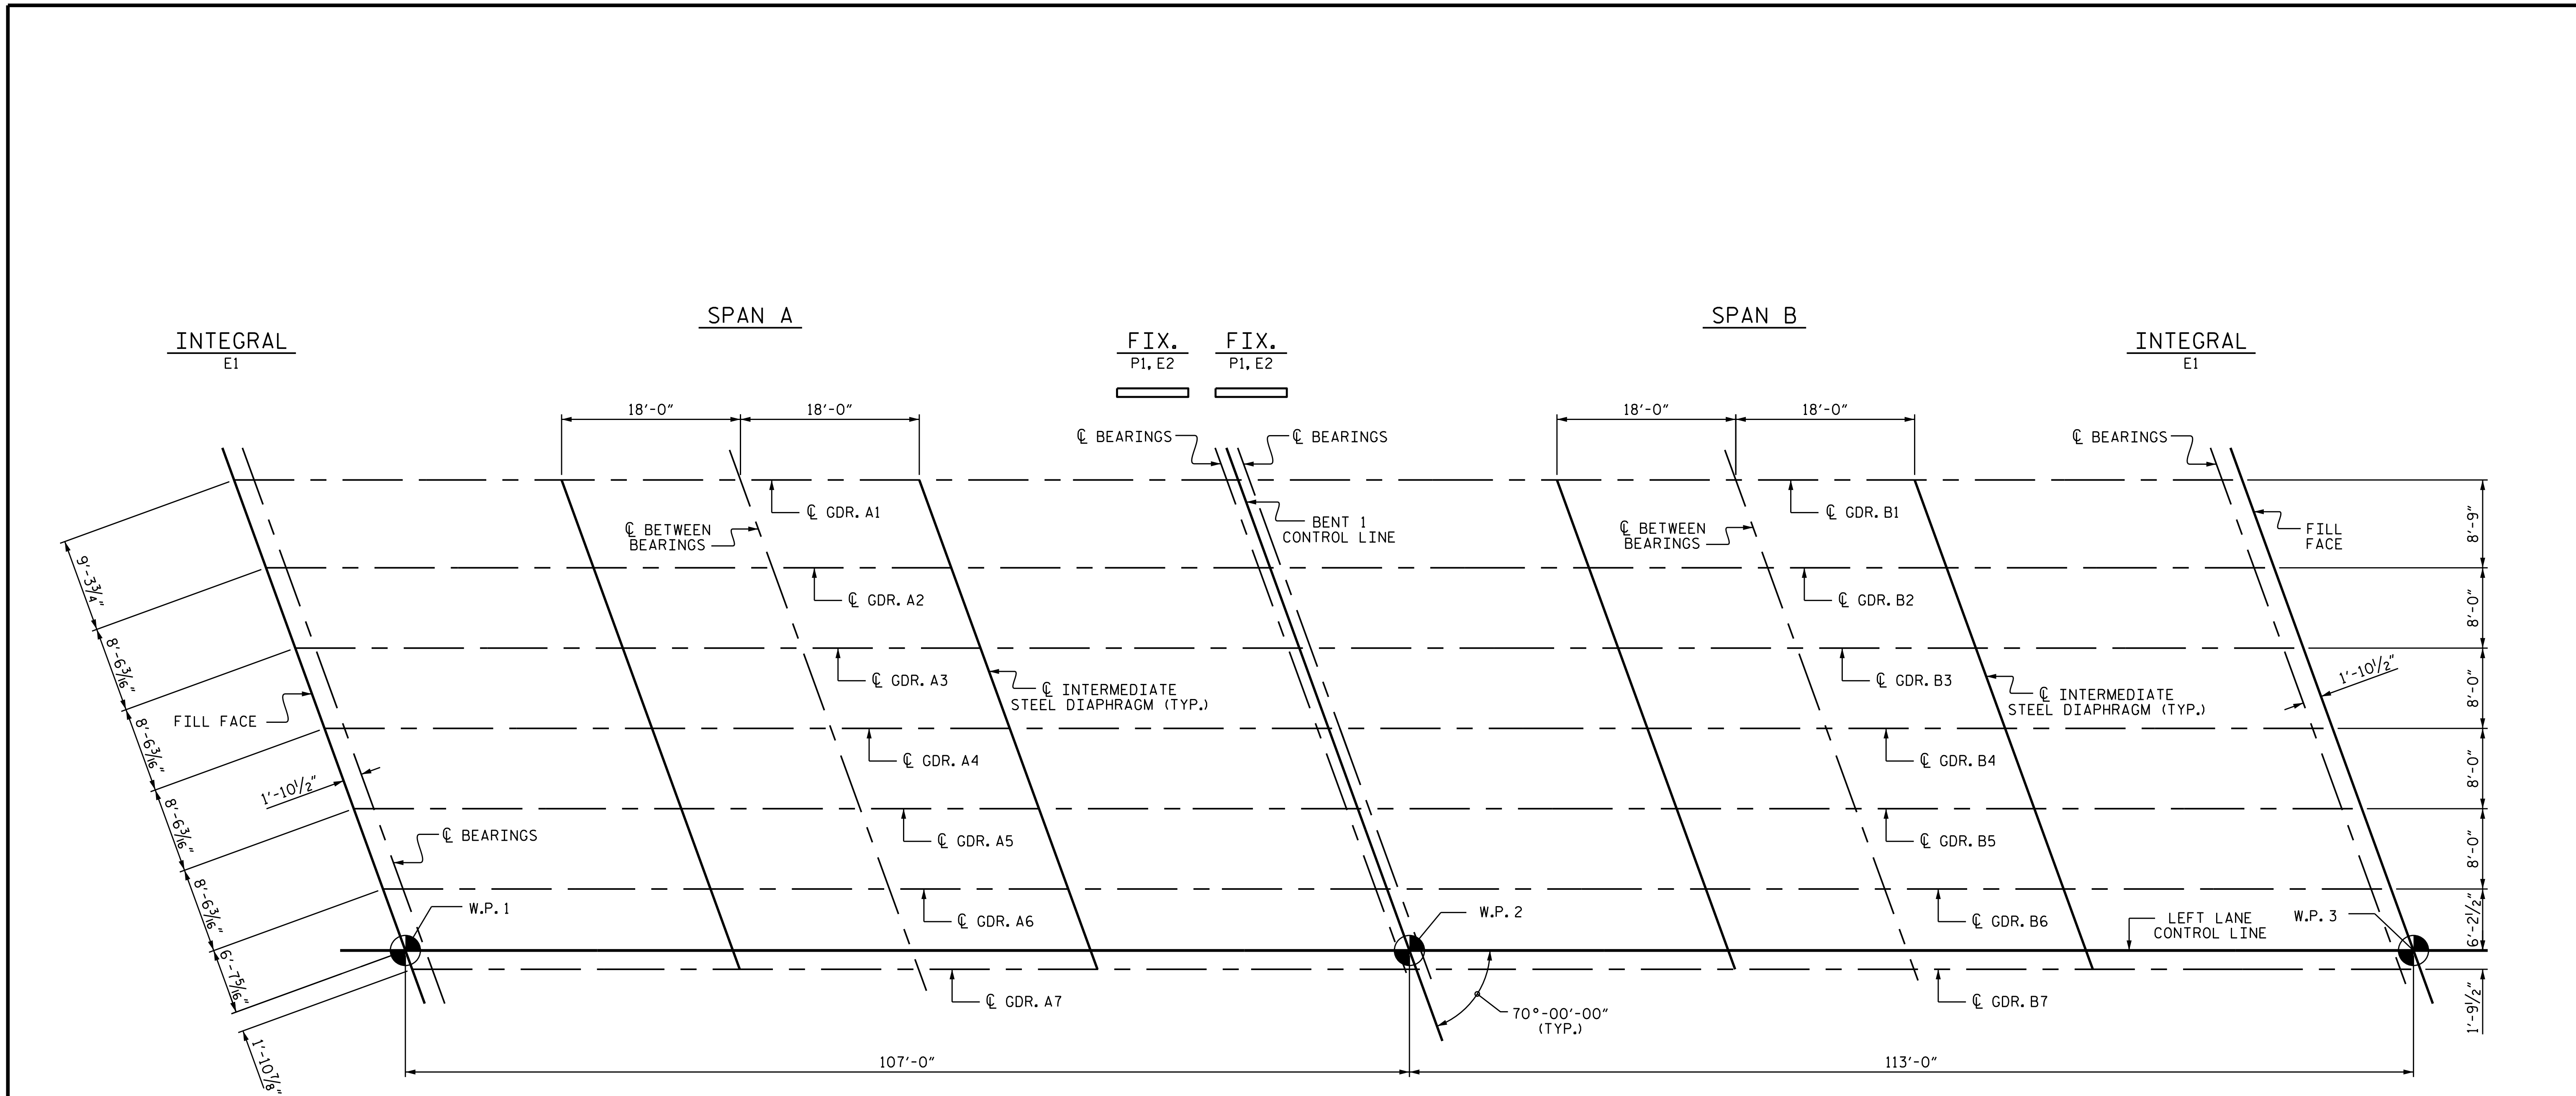 SPAN A
SPAN B
INTEGRAL
E1
FIX.
P1, E2
FIX.
P1, E2
INTEGRAL
E1
18'-0"
18'-0"
18'-0"
18'-0"
℄ BEARINGS
℄ BEARINGS
℄ BEARINGS
℄ GDR. A1
℄ BETWEEN
BEARINGS
BENT 1
CONTROL LINE
℄ GDR. B1
℄ BETWEEN
BEARINGS
FILL
FACE
8'-9"
9'-3¾"
℄ GDR. A2
℄ GDR. B2
8'-0"
8'-6³⁄₁₆"
℄ GDR. A3
℄ INTERMEDIATE
STEEL DIAPHRAGM (TYP.)
℄ GDR. B3
℄ INTERMEDIATE
STEEL DIAPHRAGM (TYP.)
1'-10½"
8'-0"
FILL FACE
8'-6³⁄₁₆"
℄ GDR. A4
℄ GDR. B4
8'-0"
1'-10½"
8'-6³⁄₁₆"
℄ BEARINGS
℄ GDR. A5
℄ GDR. B5
8'-0"
8'-6³⁄₁₆"
W.P. 1
℄ GDR. A6
W.P. 2
℄ GDR. B6
LEFT LANE
CONTROL LINE
W.P. 3
6'-2½"
6'-7⁵⁄₁₆"
℄ GDR. A7
70°-00'-00"
(TYP.)
℄ GDR. B7
1'-9½"
1'-10⅞"
107'-0"
113'-0"